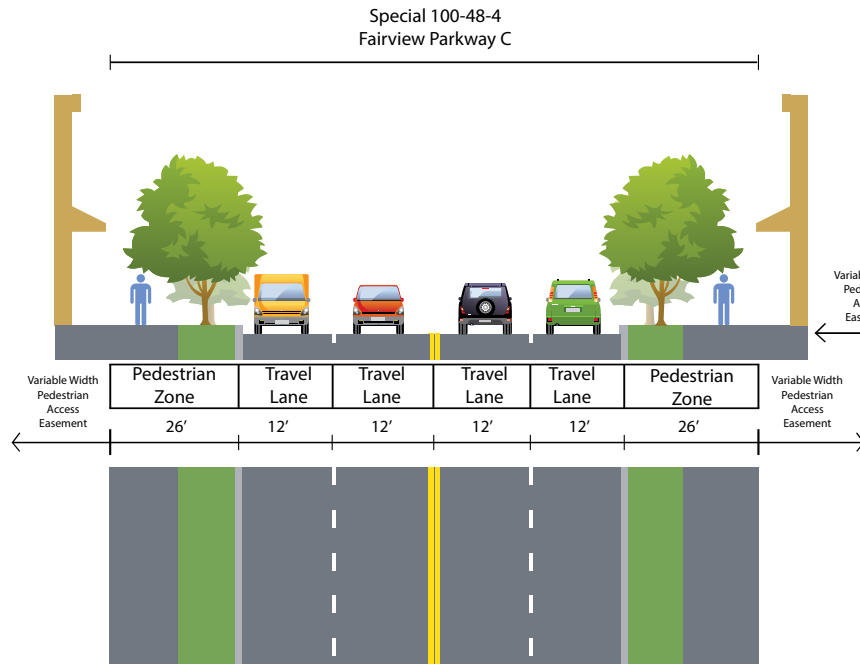 Special 100-48-4
Fairview Parkway C
Variable Width
Pedestrian
Access
Easement
Pedestrian
Zone
Travel
Lane
Travel
Lane
Travel
Lane
Travel
Lane
Pedestrian
Zone
Variable Width
Pedestrian
Access
Easement
26’
12’
12’
12’
12’
26’